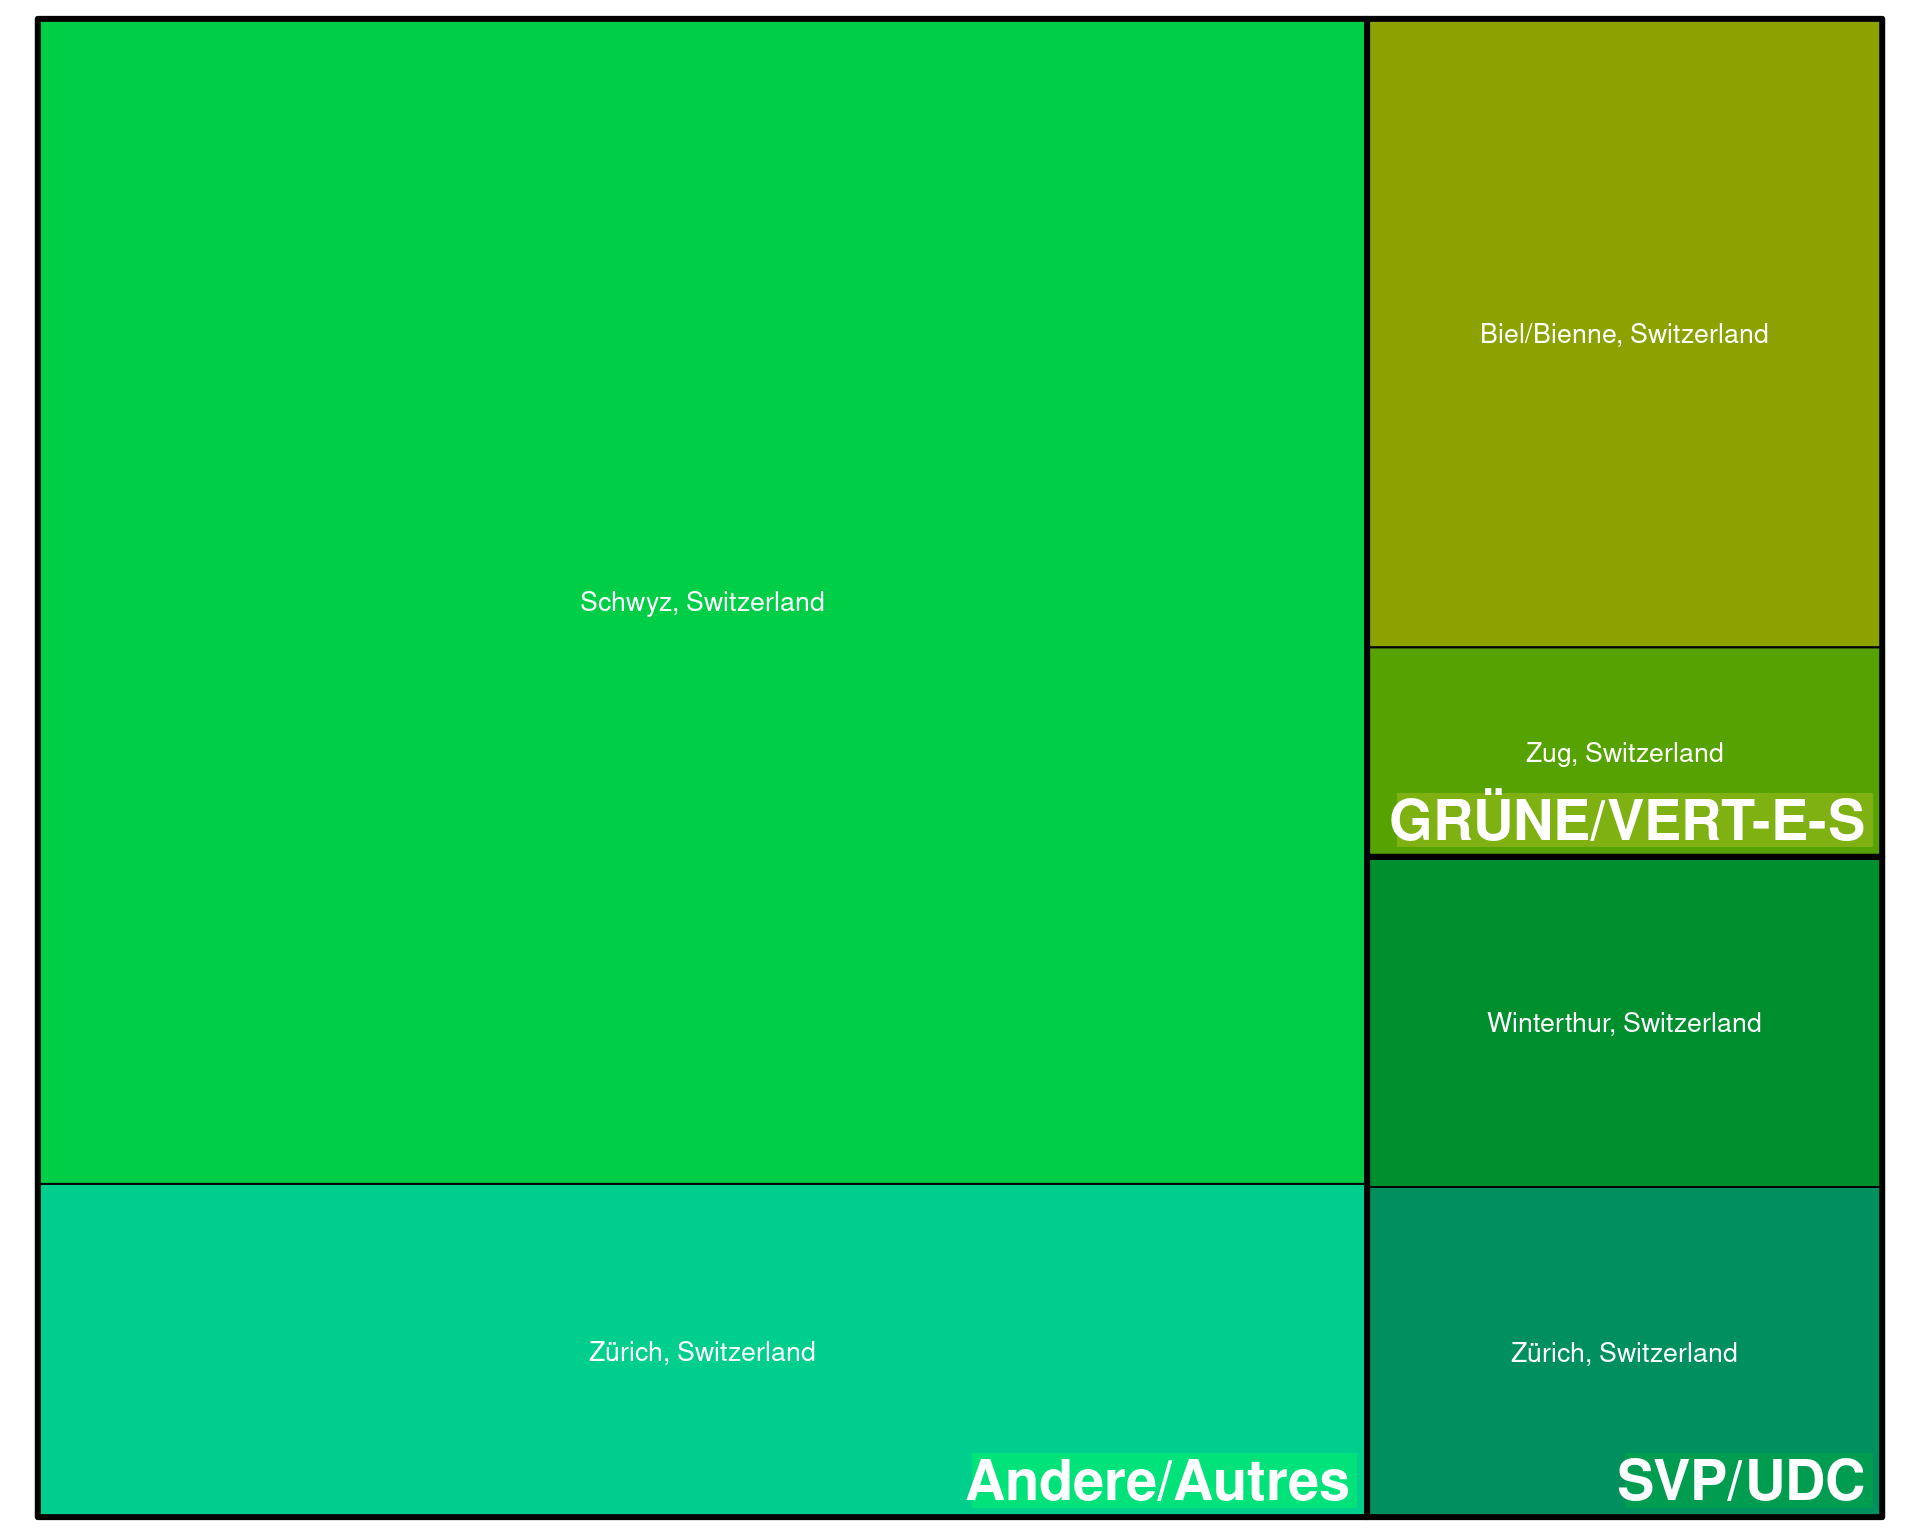 Schwyz, Switzerland
Zürich, Switzerland
Andere/Autres
Biel/Bienne, Switzerland
Zug, Switzerland
GRÜNE/VERT-E-S
Winterthur, Switzerland
Zürich, Switzerland
SVP/UDC